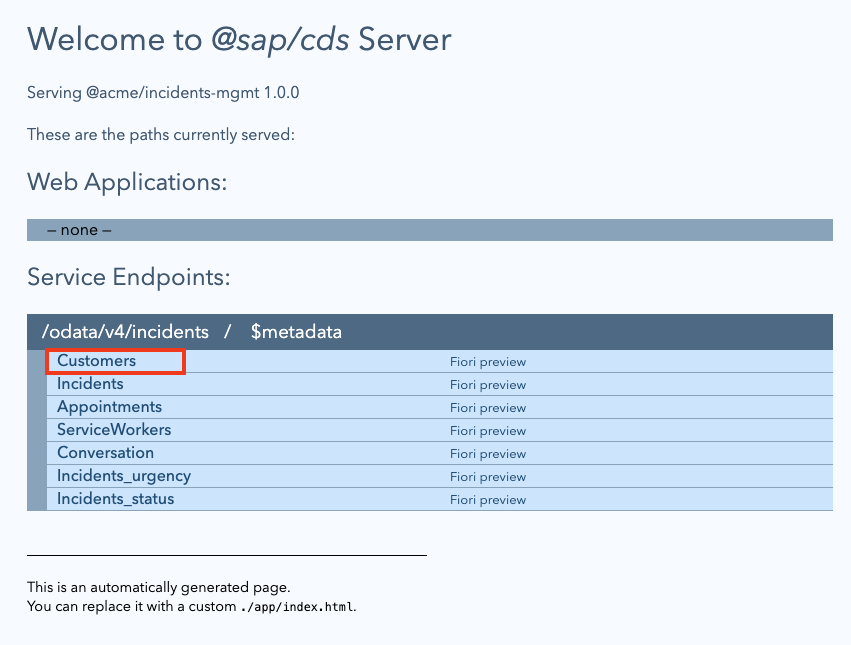 Welcome to @sap/cds Server
Serving @acme/incidents-mgmt 1.0.0
These are the paths currently served:
Web Applications:
– none –
Service Endpoints:
/odata/v4/incidents / $metadata
Customers Fiori preview
Incidents Fiori preview
Appointments Fiori preview
ServiceWorkers Fiori preview
Conversation Fiori preview
Incidents_urgency Fiori preview
Incidents_status Fiori preview
This is an automatically generated page.
You can replace it with a custom ./app/index.html.